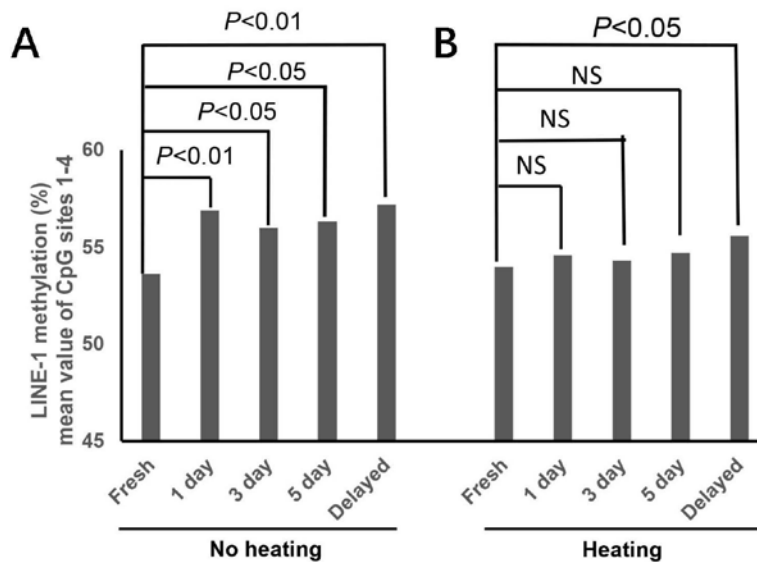 A
P<0.01
P<0.05
P<0.05
P<0.01
LINE-1 methylation (%)
mean value of CpG sites 1-4
60
55
50
45
Fresh
1 day
3 day
5 day
Delayed
No heating
B
P<0.05
NS
NS
NS
Fresh
1 day
3 day
5 day
Delayed
Heating